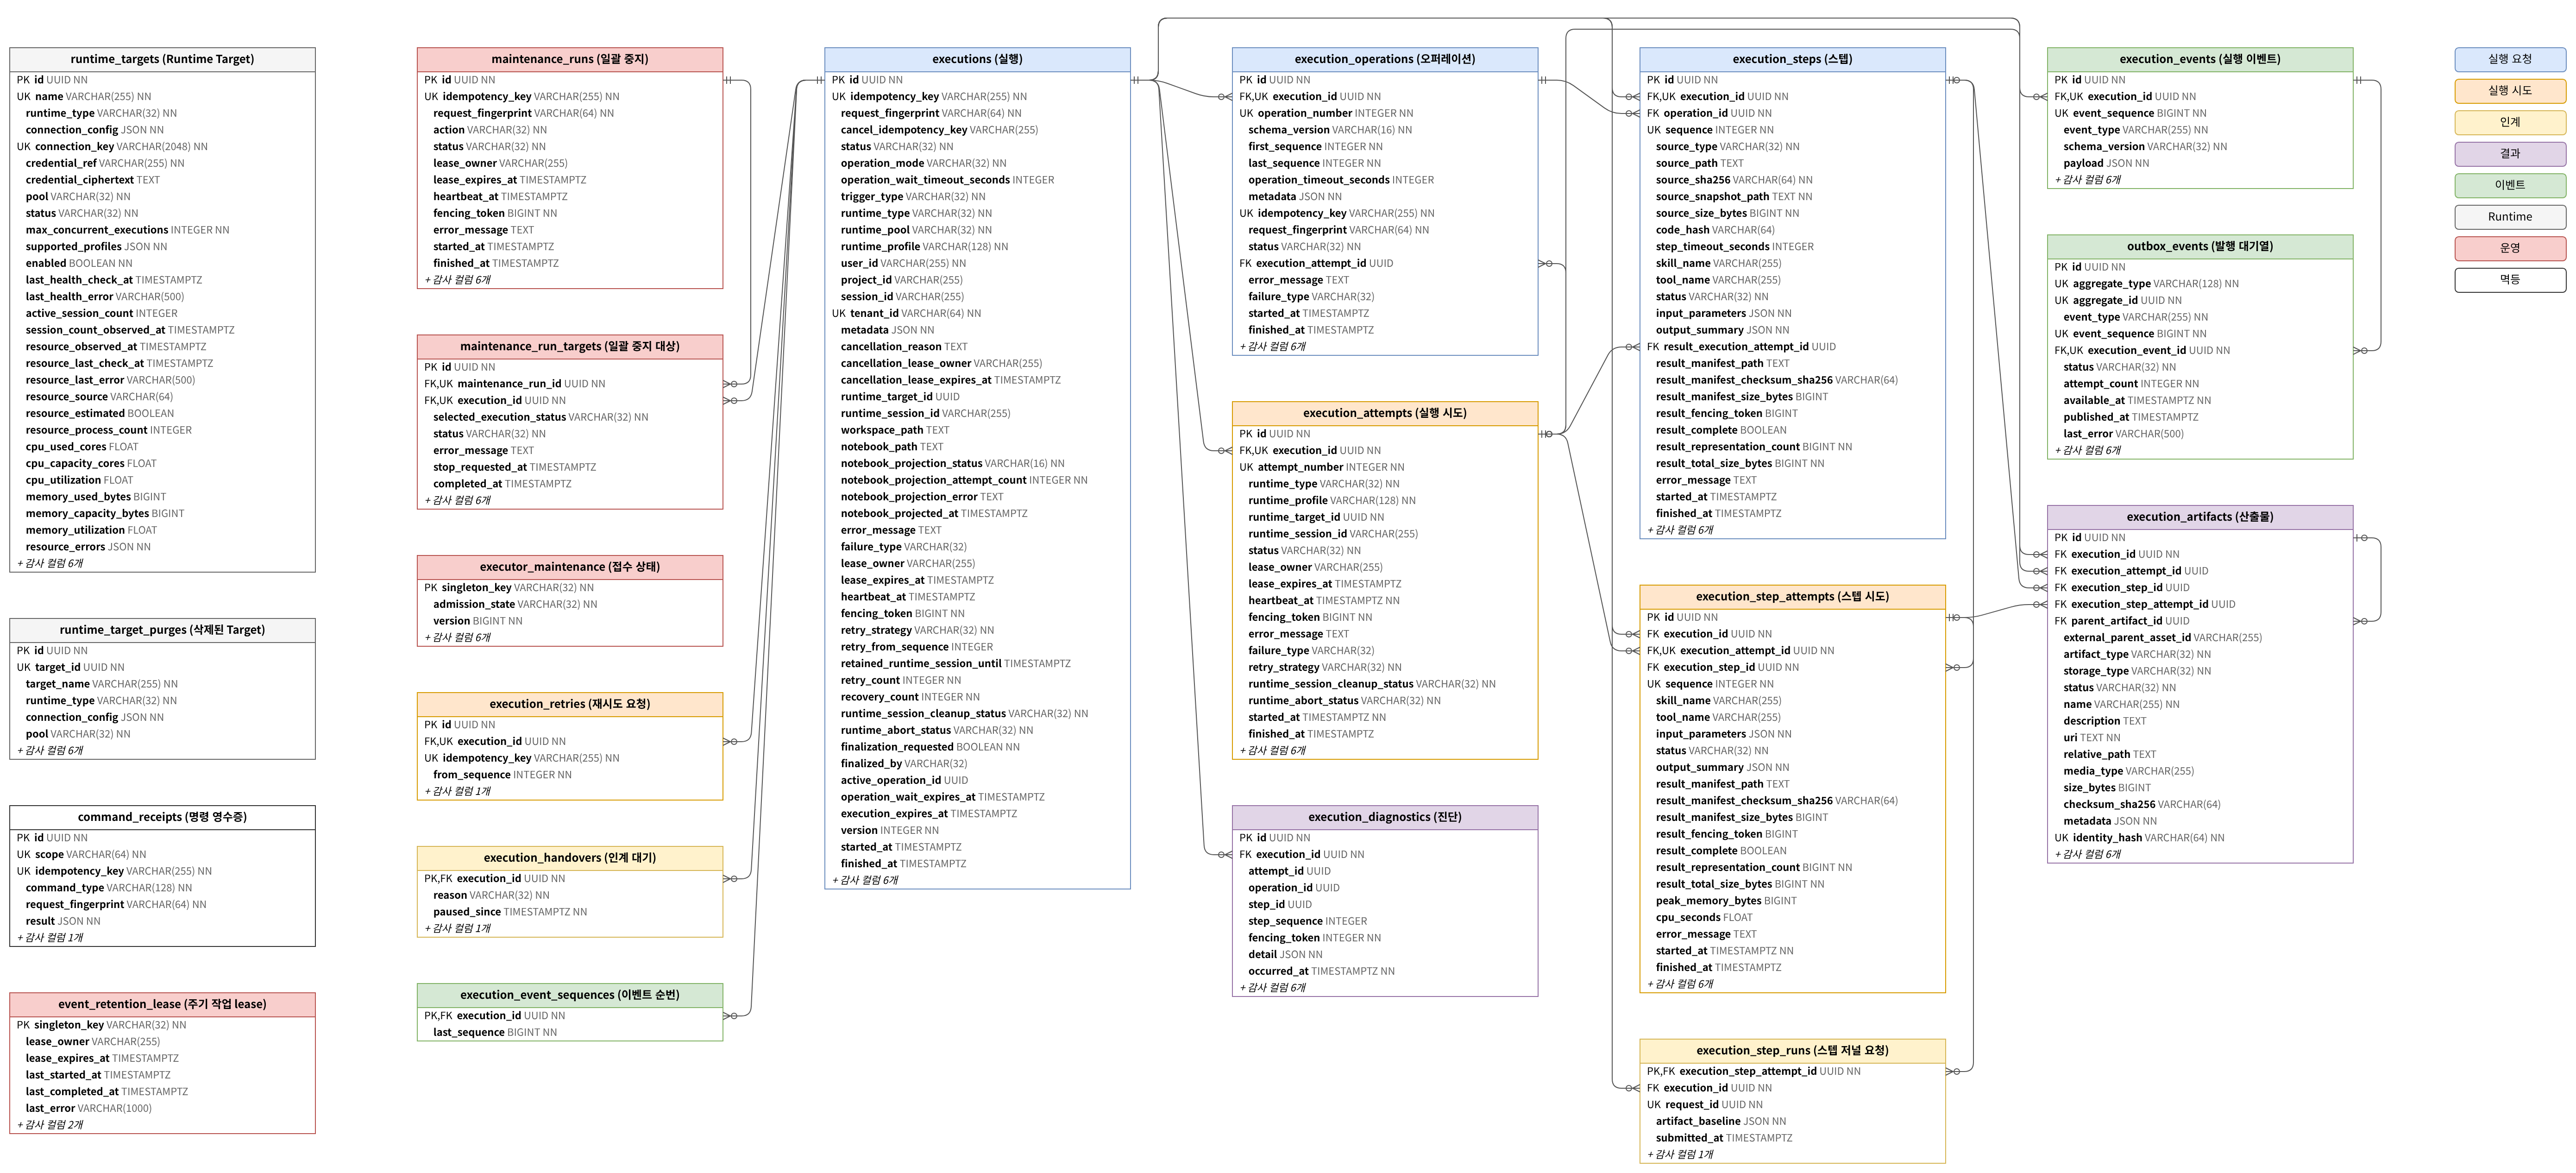 runtime_targets (Runtime Target)
PK id UUID NN
UK name VARCHAR(255) NN
runtime_type VARCHAR(32) NN
connection_config JSON NN
UK connection_key VARCHAR(2048) NN
credential_ref VARCHAR(255) NN
credential_ciphertext TEXT
pool VARCHAR(32) NN
status VARCHAR(32) NN
max_concurrent_executions INTEGER NN
supported_profiles JSON NN
enabled BOOLEAN NN
last_health_check_at TIMESTAMPTZ
last_health_error VARCHAR(500)
active_session_count INTEGER
session_count_observed_at TIMESTAMPTZ
resource_observed_at TIMESTAMPTZ
resource_last_check_at TIMESTAMPTZ
resource_last_error VARCHAR(500)
resource_source VARCHAR(64)
resource_estimated BOOLEAN
resource_process_count INTEGER
cpu_used_cores FLOAT
cpu_capacity_cores FLOAT
cpu_utilization FLOAT
memory_used_bytes BIGINT
memory_capacity_bytes BIGINT
memory_utilization FLOAT
resource_errors JSON NN
+ 감사 컬럼 6개
runtime_target_purges (삭제된 Target)
PK id UUID NN
UK target_id UUID NN
target_name VARCHAR(255) NN
runtime_type VARCHAR(32) NN
connection_config JSON NN
pool VARCHAR(32) NN
+ 감사 컬럼 6개
command_receipts (명령 영수증)
PK id UUID NN
UK scope VARCHAR(64) NN
UK idempotency_key VARCHAR(255) NN
command_type VARCHAR(128) NN
request_fingerprint VARCHAR(64) NN
result JSON NN
+ 감사 컬럼 1개
event_retention_lease (주기 작업 lease)
PK singleton_key VARCHAR(32) NN
lease_owner VARCHAR(255)
lease_expires_at TIMESTAMPTZ
last_started_at TIMESTAMPTZ
last_completed_at TIMESTAMPTZ
last_error VARCHAR(1000)
+ 감사 컬럼 2개
maintenance_runs (일괄 중지)
PK id UUID NN
UK idempotency_key VARCHAR(255) NN
request_fingerprint VARCHAR(64) NN
action VARCHAR(32) NN
status VARCHAR(32) NN
lease_owner VARCHAR(255)
lease_expires_at TIMESTAMPTZ
heartbeat_at TIMESTAMPTZ
fencing_token BIGINT NN
error_message TEXT
started_at TIMESTAMPTZ
finished_at TIMESTAMPTZ
+ 감사 컬럼 6개
maintenance_run_targets (일괄 중지 대상)
PK id UUID NN
FK,UK maintenance_run_id UUID NN
FK,UK execution_id UUID NN
selected_execution_status VARCHAR(32) NN
status VARCHAR(32) NN
error_message TEXT
stop_requested_at TIMESTAMPTZ
completed_at TIMESTAMPTZ
+ 감사 컬럼 6개
executor_maintenance (접수 상태)
PK singleton_key VARCHAR(32) NN
admission_state VARCHAR(32) NN
version BIGINT NN
+ 감사 컬럼 6개
execution_retries (재시도 요청)
PK id UUID NN
FK,UK execution_id UUID NN
UK idempotency_key VARCHAR(255) NN
from_sequence INTEGER NN
+ 감사 컬럼 1개
execution_handovers (인계 대기)
PK,FK execution_id UUID NN
reason VARCHAR(32) NN
paused_since TIMESTAMPTZ NN
+ 감사 컬럼 1개
execution_event_sequences (이벤트 순번)
PK,FK execution_id UUID NN
last_sequence BIGINT NN
executions (실행)
PK id UUID NN
UK idempotency_key VARCHAR(255) NN
request_fingerprint VARCHAR(64) NN
cancel_idempotency_key VARCHAR(255)
status VARCHAR(32) NN
operation_mode VARCHAR(32) NN
operation_wait_timeout_seconds INTEGER
trigger_type VARCHAR(32) NN
runtime_type VARCHAR(32) NN
runtime_pool VARCHAR(32) NN
runtime_profile VARCHAR(128) NN
user_id VARCHAR(255) NN
project_id VARCHAR(255)
session_id VARCHAR(255)
UK tenant_id VARCHAR(64) NN
metadata JSON NN
cancellation_reason TEXT
cancellation_lease_owner VARCHAR(255)
cancellation_lease_expires_at TIMESTAMPTZ
runtime_target_id UUID
runtime_session_id VARCHAR(255)
workspace_path TEXT
notebook_path TEXT
notebook_projection_status VARCHAR(16) NN
notebook_projection_attempt_count INTEGER NN
notebook_projection_error TEXT
notebook_projected_at TIMESTAMPTZ
error_message TEXT
failure_type VARCHAR(32)
lease_owner VARCHAR(255)
lease_expires_at TIMESTAMPTZ
heartbeat_at TIMESTAMPTZ
fencing_token BIGINT NN
retry_strategy VARCHAR(32) NN
retry_from_sequence INTEGER
retained_runtime_session_until TIMESTAMPTZ
retry_count INTEGER NN
recovery_count INTEGER NN
runtime_session_cleanup_status VARCHAR(32) NN
runtime_abort_status VARCHAR(32) NN
finalization_requested BOOLEAN NN
finalized_by VARCHAR(32)
active_operation_id UUID
operation_wait_expires_at TIMESTAMPTZ
execution_expires_at TIMESTAMPTZ
version INTEGER NN
started_at TIMESTAMPTZ
finished_at TIMESTAMPTZ
+ 감사 컬럼 6개
execution_operations (오퍼레이션)
PK id UUID NN
FK,UK execution_id UUID NN
UK operation_number INTEGER NN
schema_version VARCHAR(16) NN
first_sequence INTEGER NN
last_sequence INTEGER NN
operation_timeout_seconds INTEGER
metadata JSON NN
UK idempotency_key VARCHAR(255) NN
request_fingerprint VARCHAR(64) NN
status VARCHAR(32) NN
FK execution_attempt_id UUID
error_message TEXT
failure_type VARCHAR(32)
started_at TIMESTAMPTZ
finished_at TIMESTAMPTZ
+ 감사 컬럼 6개
execution_attempts (실행 시도)
PK id UUID NN
FK,UK execution_id UUID NN
UK attempt_number INTEGER NN
runtime_type VARCHAR(32) NN
runtime_profile VARCHAR(128) NN
runtime_target_id UUID NN
runtime_session_id VARCHAR(255)
status VARCHAR(32) NN
lease_owner VARCHAR(255)
lease_expires_at TIMESTAMPTZ
heartbeat_at TIMESTAMPTZ NN
fencing_token BIGINT NN
error_message TEXT
failure_type VARCHAR(32)
retry_strategy VARCHAR(32) NN
runtime_session_cleanup_status VARCHAR(32) NN
runtime_abort_status VARCHAR(32) NN
started_at TIMESTAMPTZ NN
finished_at TIMESTAMPTZ
+ 감사 컬럼 6개
execution_diagnostics (진단)
PK id UUID NN
FK execution_id UUID NN
attempt_id UUID
operation_id UUID
step_id UUID
step_sequence INTEGER
fencing_token INTEGER NN
detail JSON NN
occurred_at TIMESTAMPTZ NN
+ 감사 컬럼 6개
execution_steps (스텝)
PK id UUID NN
FK,UK execution_id UUID NN
FK operation_id UUID NN
UK sequence INTEGER NN
source_type VARCHAR(32) NN
source_path TEXT
source_sha256 VARCHAR(64) NN
source_snapshot_path TEXT NN
source_size_bytes BIGINT NN
code_hash VARCHAR(64)
step_timeout_seconds INTEGER
skill_name VARCHAR(255)
tool_name VARCHAR(255)
status VARCHAR(32) NN
input_parameters JSON NN
output_summary JSON NN
FK result_execution_attempt_id UUID
result_manifest_path TEXT
result_manifest_checksum_sha256 VARCHAR(64)
result_manifest_size_bytes BIGINT
result_fencing_token BIGINT
result_complete BOOLEAN
result_representation_count BIGINT NN
result_total_size_bytes BIGINT NN
error_message TEXT
started_at TIMESTAMPTZ
finished_at TIMESTAMPTZ
+ 감사 컬럼 6개
execution_step_attempts (스텝 시도)
PK id UUID NN
FK execution_id UUID NN
FK,UK execution_attempt_id UUID NN
FK execution_step_id UUID NN
UK sequence INTEGER NN
skill_name VARCHAR(255)
tool_name VARCHAR(255)
input_parameters JSON NN
status VARCHAR(32) NN
output_summary JSON NN
result_manifest_path TEXT
result_manifest_checksum_sha256 VARCHAR(64)
result_manifest_size_bytes BIGINT
result_fencing_token BIGINT
result_complete BOOLEAN
result_representation_count BIGINT NN
result_total_size_bytes BIGINT NN
peak_memory_bytes BIGINT
cpu_seconds FLOAT
error_message TEXT
started_at TIMESTAMPTZ NN
finished_at TIMESTAMPTZ
+ 감사 컬럼 6개
execution_step_runs (스텝 저널 요청)
PK,FK execution_step_attempt_id UUID NN
FK execution_id UUID NN
UK request_id UUID NN
artifact_baseline JSON NN
submitted_at TIMESTAMPTZ
+ 감사 컬럼 1개
execution_events (실행 이벤트)
PK id UUID NN
FK,UK execution_id UUID NN
UK event_sequence BIGINT NN
event_type VARCHAR(255) NN
schema_version VARCHAR(32) NN
payload JSON NN
+ 감사 컬럼 6개
outbox_events (발행 대기열)
PK id UUID NN
UK aggregate_type VARCHAR(128) NN
UK aggregate_id UUID NN
event_type VARCHAR(255) NN
UK event_sequence BIGINT NN
FK,UK execution_event_id UUID NN
status VARCHAR(32) NN
attempt_count INTEGER NN
available_at TIMESTAMPTZ NN
published_at TIMESTAMPTZ
last_error VARCHAR(500)
+ 감사 컬럼 6개
execution_artifacts (산출물)
PK id UUID NN
FK execution_id UUID NN
FK execution_attempt_id UUID
FK execution_step_id UUID
FK execution_step_attempt_id UUID
FK parent_artifact_id UUID
external_parent_asset_id VARCHAR(255)
artifact_type VARCHAR(32) NN
storage_type VARCHAR(32) NN
status VARCHAR(32) NN
name VARCHAR(255) NN
description TEXT
uri TEXT NN
relative_path TEXT
media_type VARCHAR(255)
size_bytes BIGINT
checksum_sha256 VARCHAR(64)
metadata JSON NN
UK identity_hash VARCHAR(64) NN
+ 감사 컬럼 6개
실행 요청
실행 시도
인계
결과
이벤트
Runtime
운영
멱등